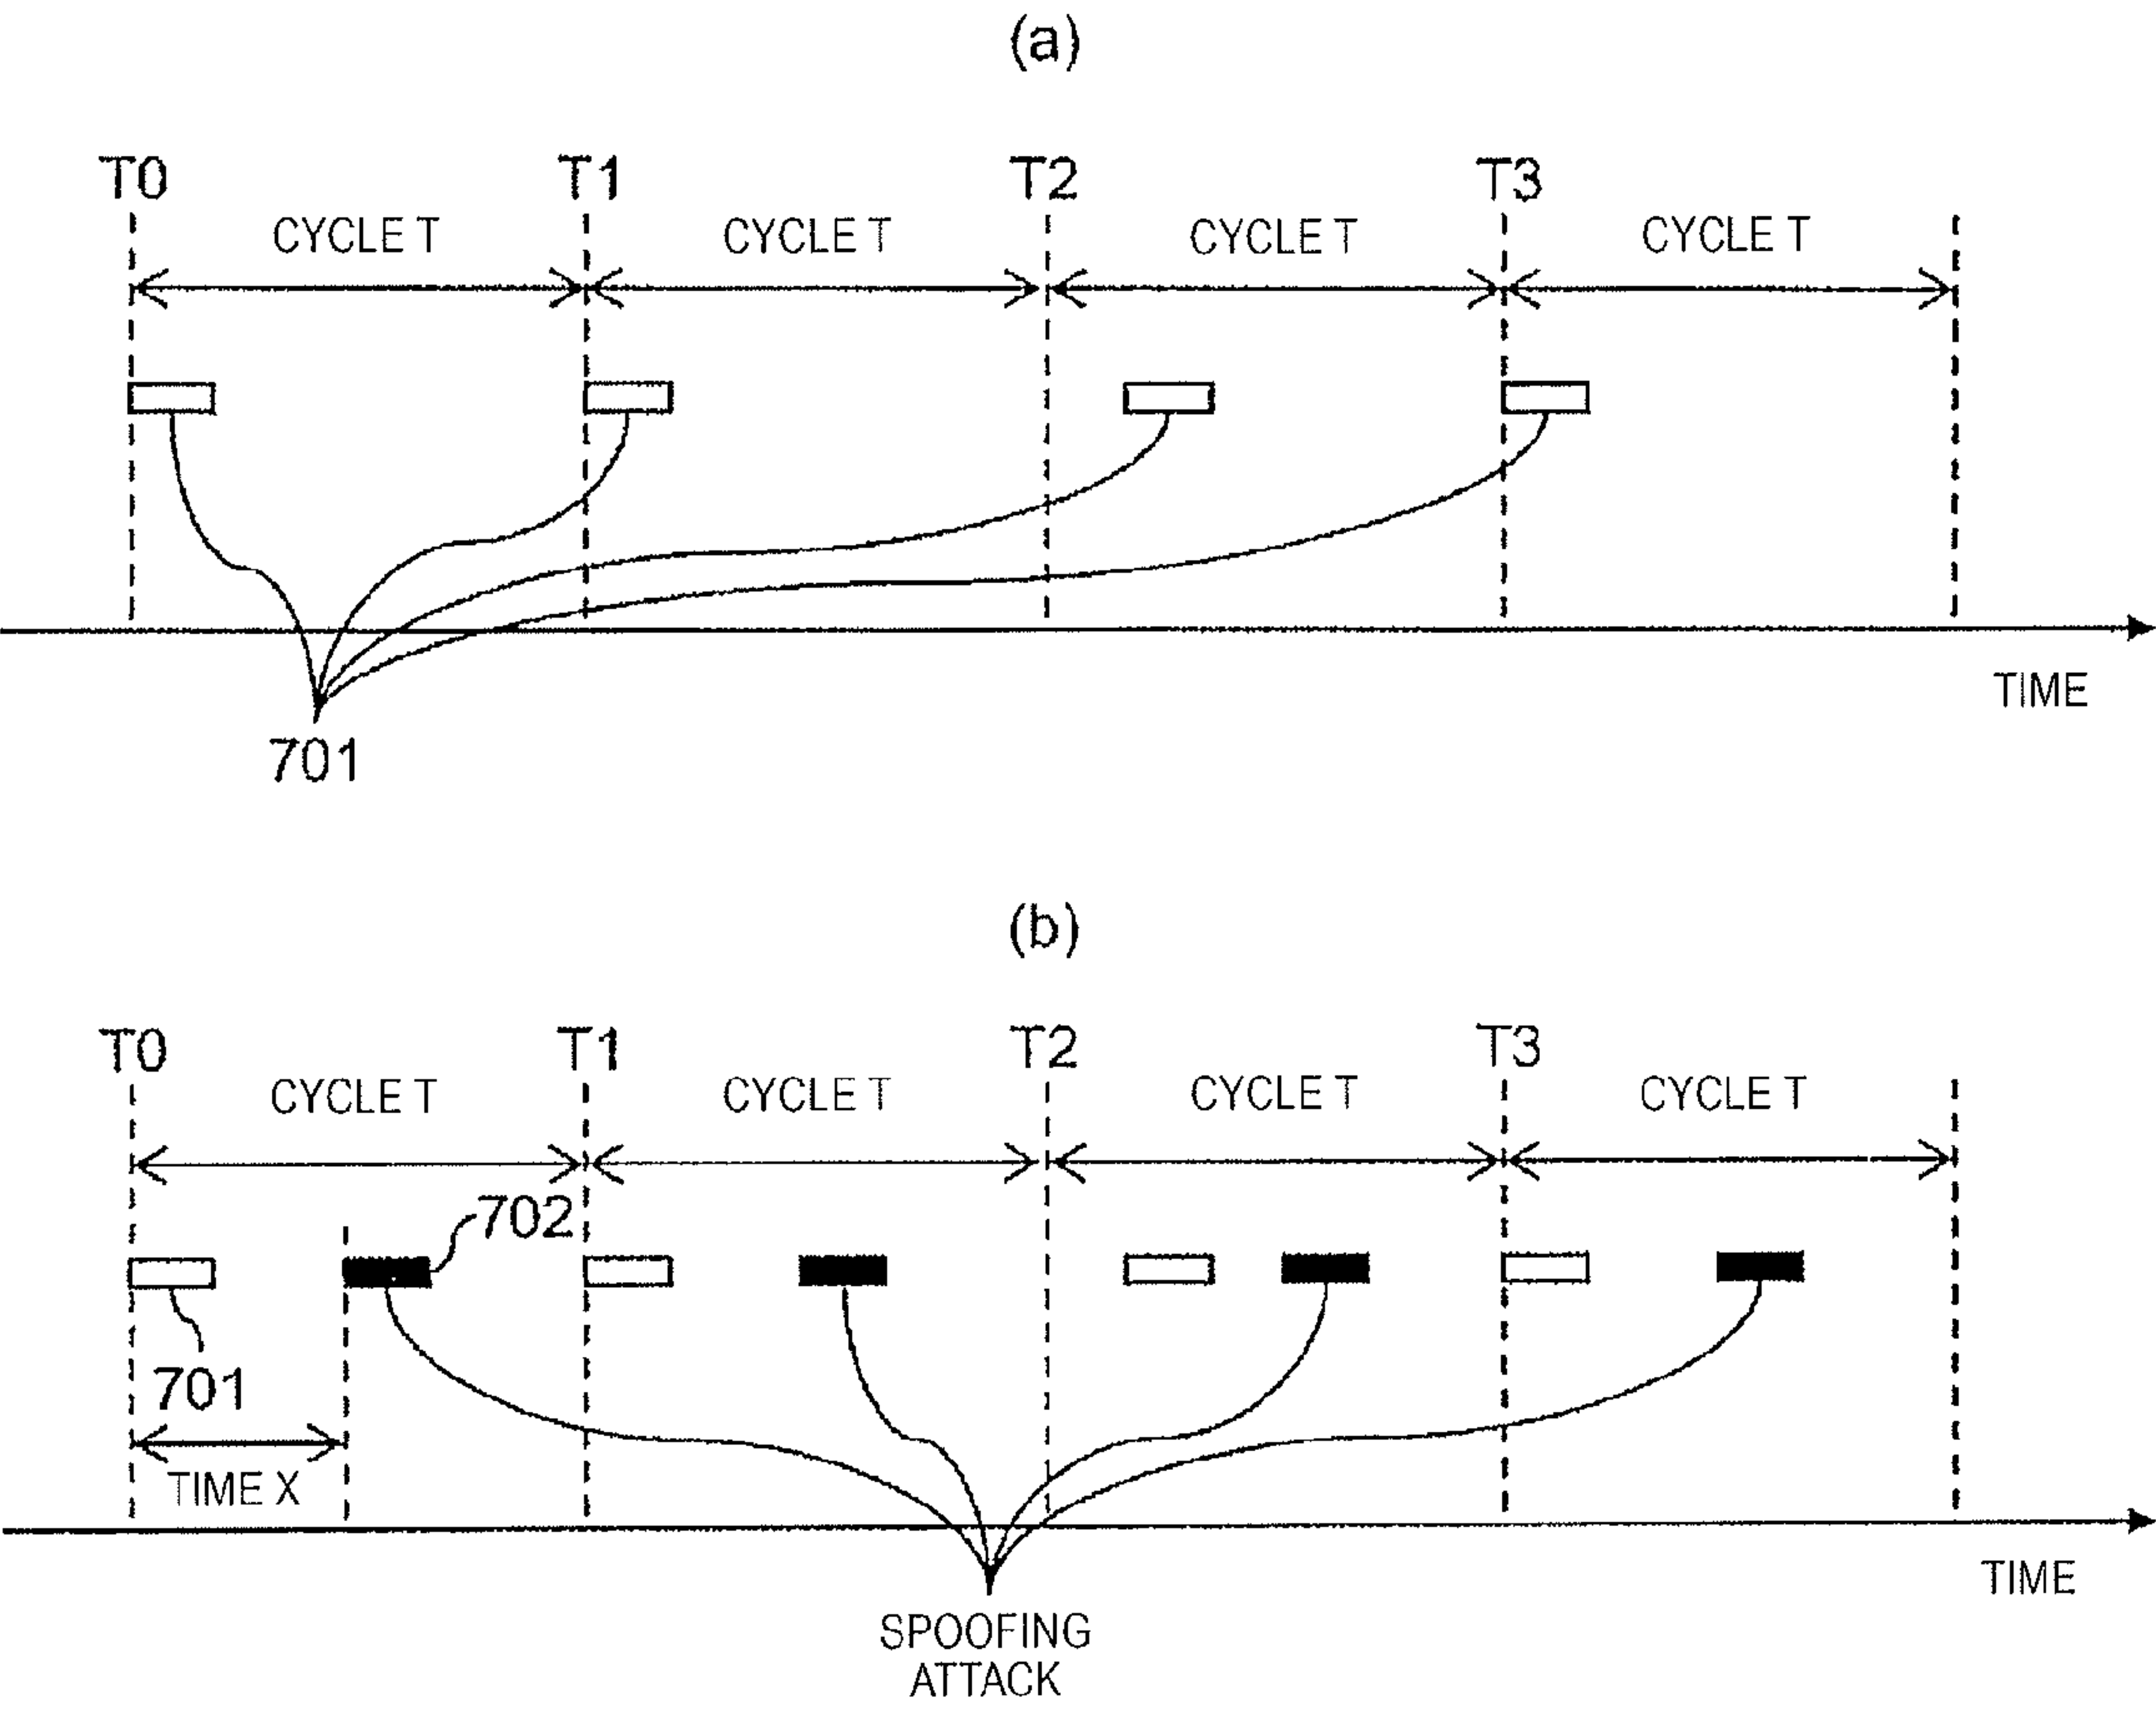 (a)
T0 T1 T2 T3
CYCLE T CYCLE T CYCLE T CYCLE T
TIME
701
(b)
T0 T1 T2 T3
CYCLE T CYCLE T CYCLE T CYCLE T
702
701
TIME X
TIME
SPOOFING
ATTACK